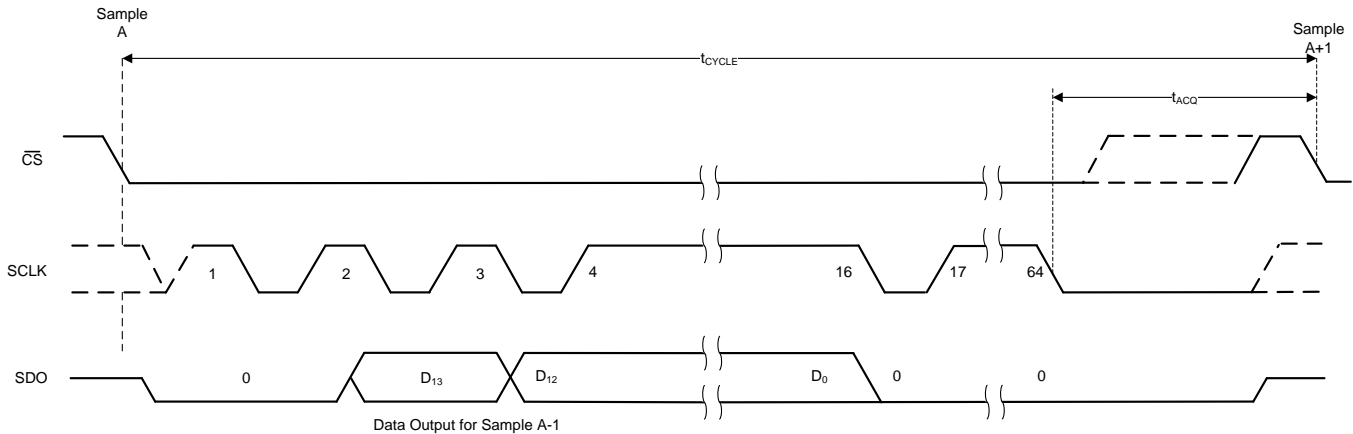 Sample
A
Sample
A+1
tCYCLE
tACQ
CS
SCLK
1
2
3
4
16
17
64
SDO
0
D13
D12
D0
0
0
Data Output for Sample A-1